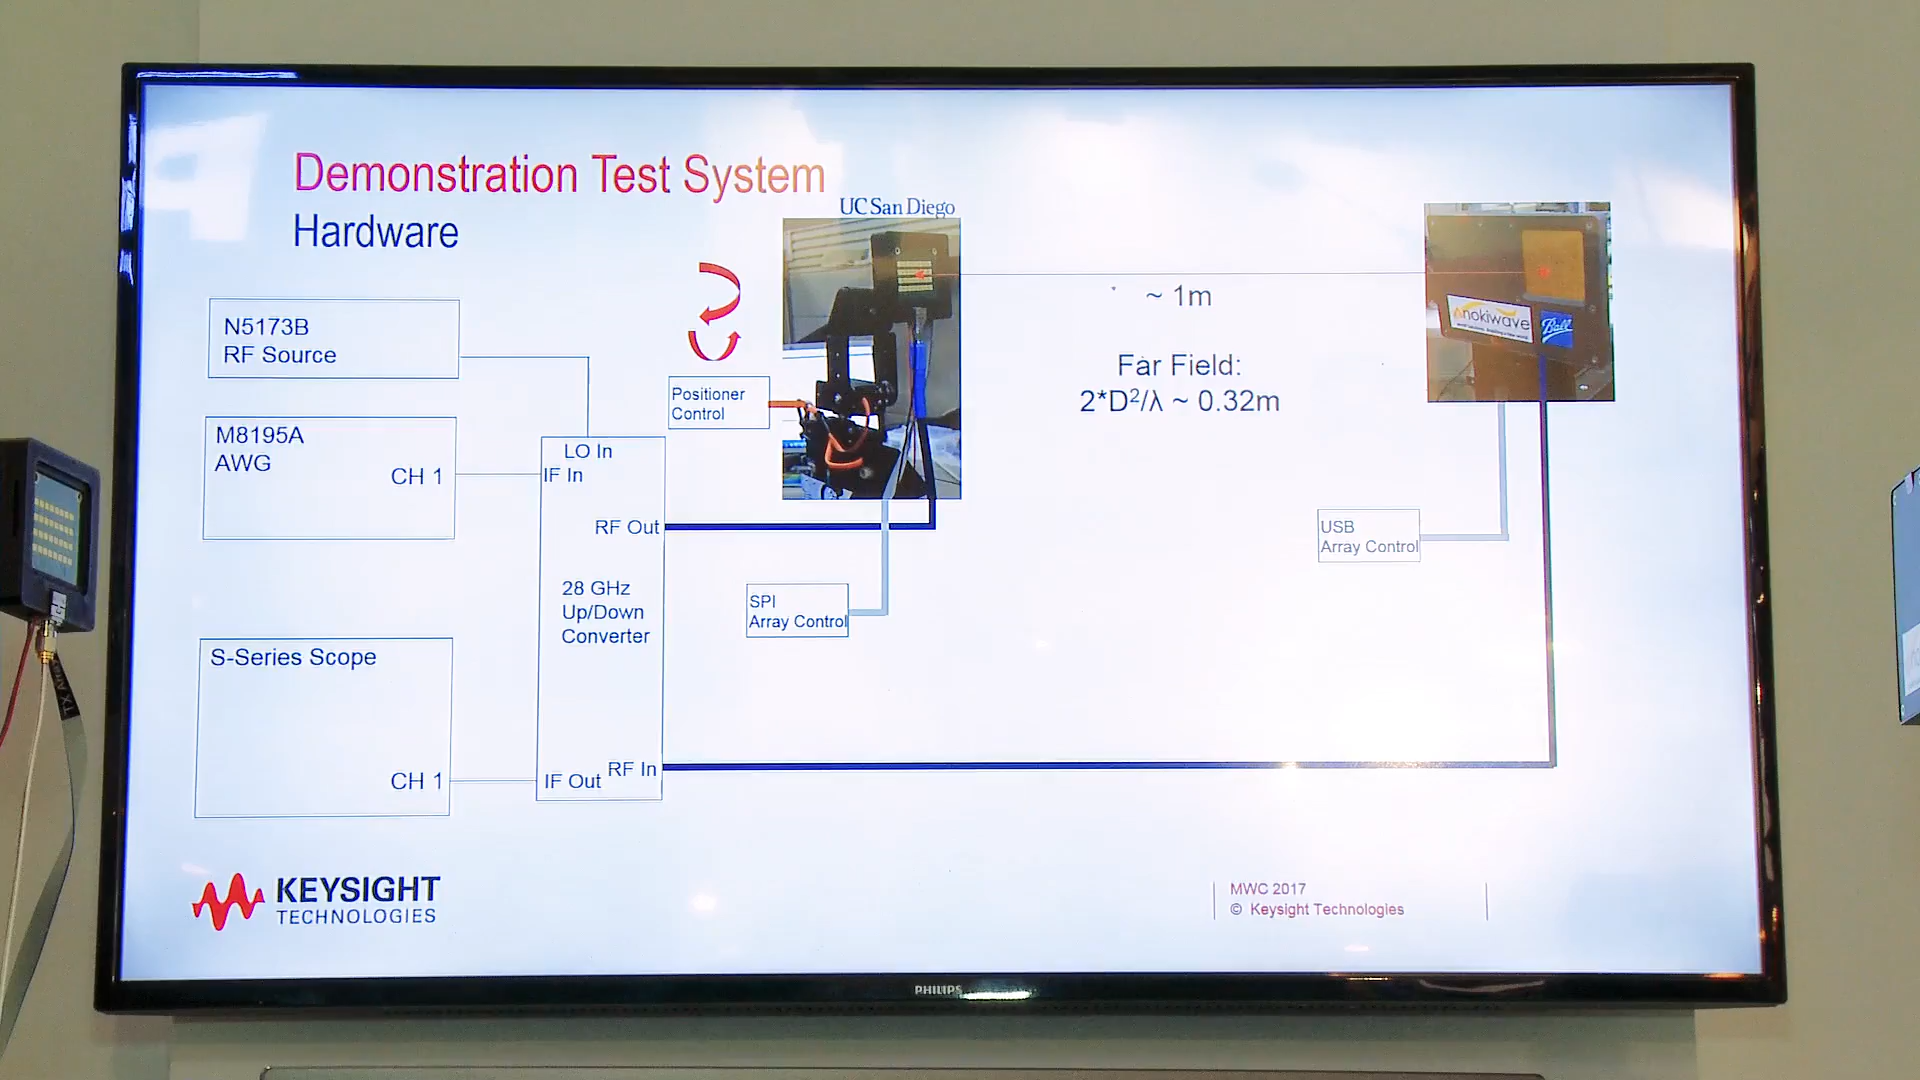 Demonstration Test System
Hardware
UC San Diego
N5173B
RF Source
M8195A
AWG
CH 1
S-Series Scope
CH 1
LO In
IF In
RF Out
28 GHz
Up/Down
Converter
RF In
IF Out
Positioner
Control
SPI
Array Control
~ 1m
Far Field:
2*D²/λ ~ 0.32m
Anokiwave
Ball
USB
Array Control
KEYSIGHT
TECHNOLOGIES
MWC 2017
© Keysight Technologies
PHILIPS